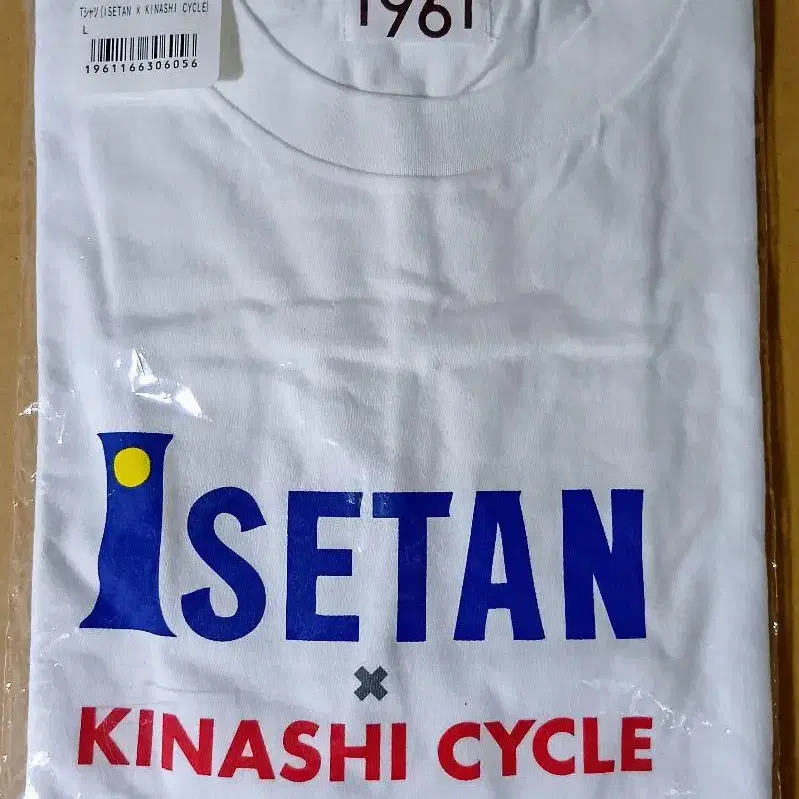 Tシャツ(ISETAN X KINASHI CYCLE)
L
1961166306056
1961
ISETAN
×
KINASHI CYCLE